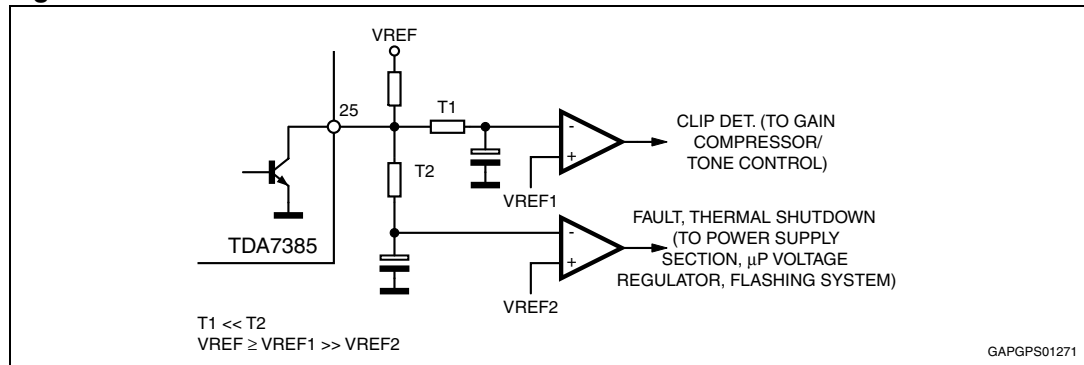 VREF
25
T1
T2
TDA7385
-
+
VREF1
-
+
VREF2
CLIP DET. (TO GAIN
COMPRESSOR/
TONE CONTROL)
FAULT, THERMAL SHUTDOWN
(TO POWER SUPPLY
SECTION, µP VOLTAGE
REGULATOR, FLASHING SYSTEM)
T1 << T2
VREF ≥ VREF1 >> VREF2
GAPGPS01271